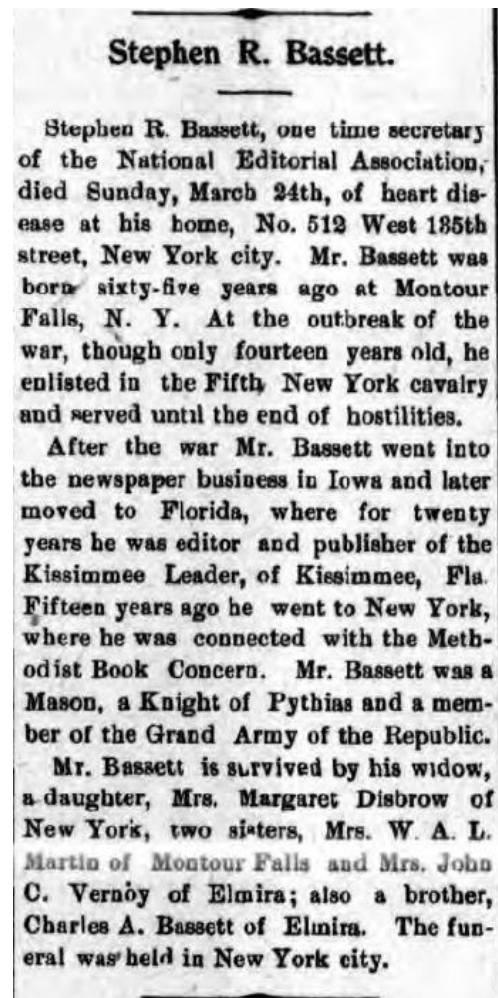 Stephen R. Bassett.
Stephen R. Bassett, one time secretary
of the National Editorial Association,
died Sunday, March 24th, of heart dis-
ease at his home, No. 512 West 135th
street, New York city. Mr. Bassett was
born sixty-five years ago at Montour
Falls, N. Y. At the outbreak of the
war, though only fourteen years old, he
enlisted in the Fifth New York cavalry
and served until the end of hostilities.
After the war Mr. Bassett went into
the newspaper business in Iowa and later
moved to Florida, where for twenty
years he was editor and publisher of the
Kissimmee Leader, of Kissimmee, Fla.
Fifteen years ago he went to New York,
where he was connected with the Meth-
odist Book Concern. Mr. Bassett was a
Mason, a Knight of Pythias and a mem-
ber of the Grand Army of the Republic.
Mr. Bassett is survived by his widow,
a daughter, Mrs. Margaret Disbrow of
New York, two sisters, Mrs. W. A. L.
Martin of Montour Falls and Mrs. John
C. Vernoy of Elmira; also a brother,
Charles A. Bassett of Elmira. The fun-
eral was held in New York city.